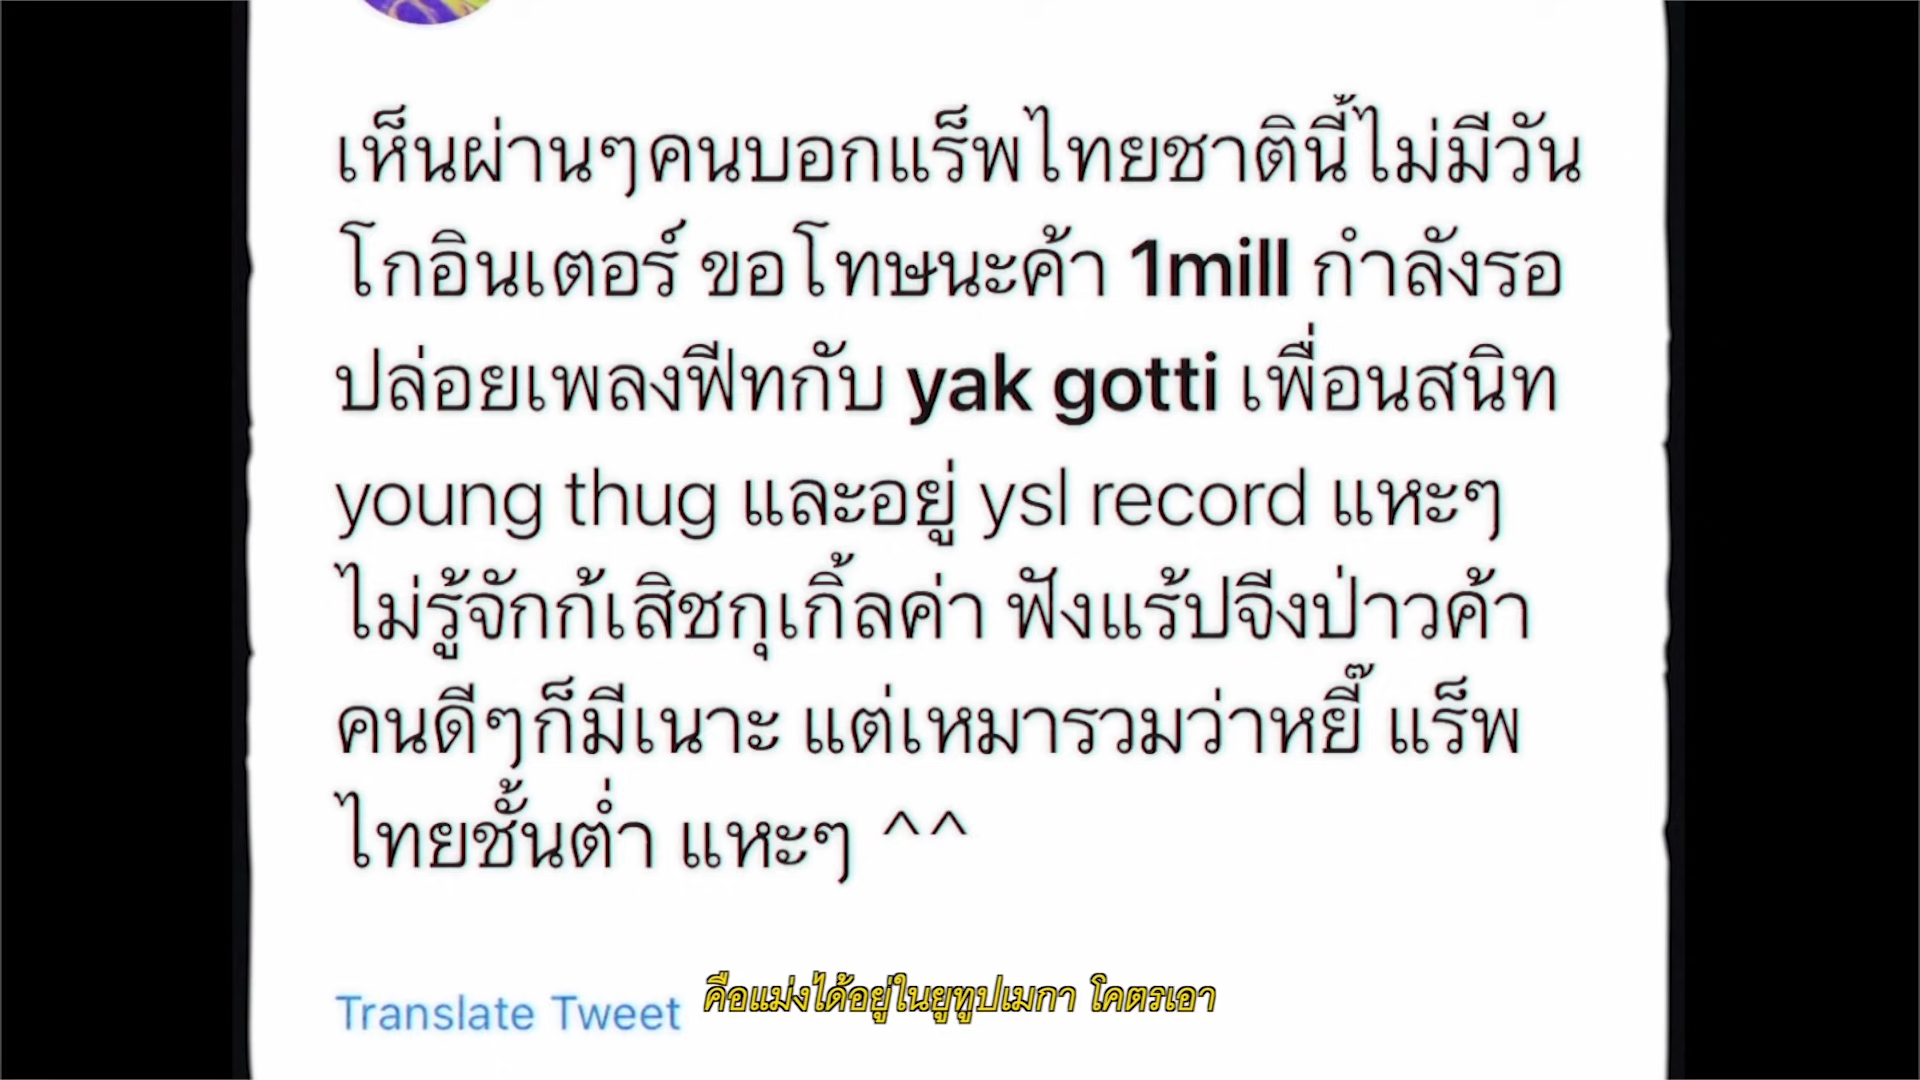 เห็นผ่านๆคนบอกแร็พไทยชาตินี้ไม่มีวัน
โกอินเตอร์ ขอโทษนะค้า 1mill กำลังรอ
ปล่อยเพลงฟีทกับ yak gotti เพื่อนสนิท
young thug และอยู่ ysl record แหะๆ
ไม่รู้จักก้เสิชกุเกิ้ลค่า ฟังแร้ปจีงป่าวค้า
คนดีๆก็มีเนาะ แต่เหมารวมว่าหยี๊ แร็พ
ไทยชั้นต่ำ แหะๆ ^^
Translate Tweet
คือแม่งได้อยู่ในยูทูปเมกา โคตรเอา